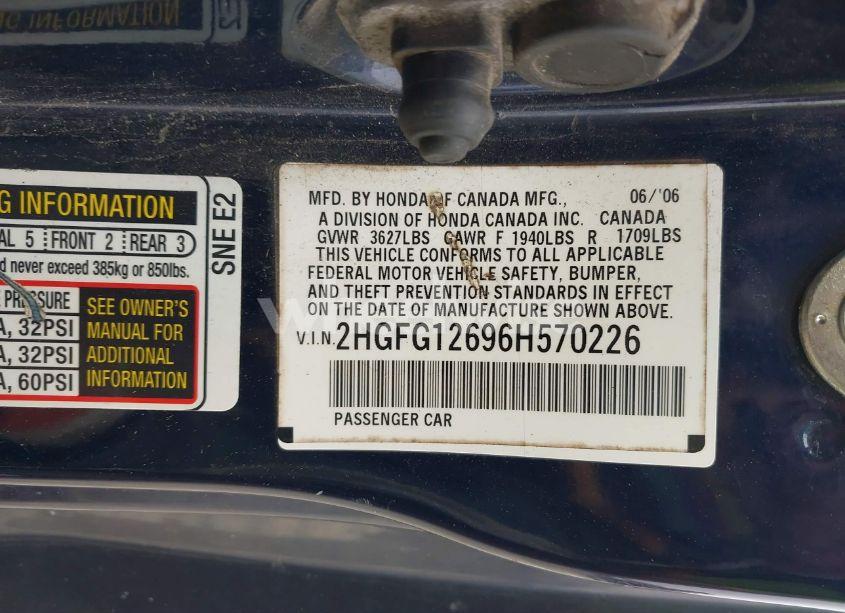 G INFORMATION
AL 5 FRONT 2 REAR 3
d never exceed 385kg or 850lbs.
PRESSURE
, 32PSI
, 32PSI
, 60PSI
SEE OWNER'S
MANUAL FOR
ADDITIONAL
INFORMATION
SNE E2
MFD. BY HONDA OF CANADA MFG., 06/'06
A DIVISION OF HONDA CANADA INC. CANADA
GVWR 3627LBS GAWR F 1940LBS R 1709LBS
THIS VEHICLE CONFORMS TO ALL APPLICABLE
FEDERAL MOTOR VEHICLE SAFETY, BUMPER,
AND THEFT PREVENTION STANDARDS IN EFFECT
ON THE DATE OF MANUFACTURE SHOWN ABOVE.
V.I.N. 2HGFG12696H570226
PASSENGER CAR